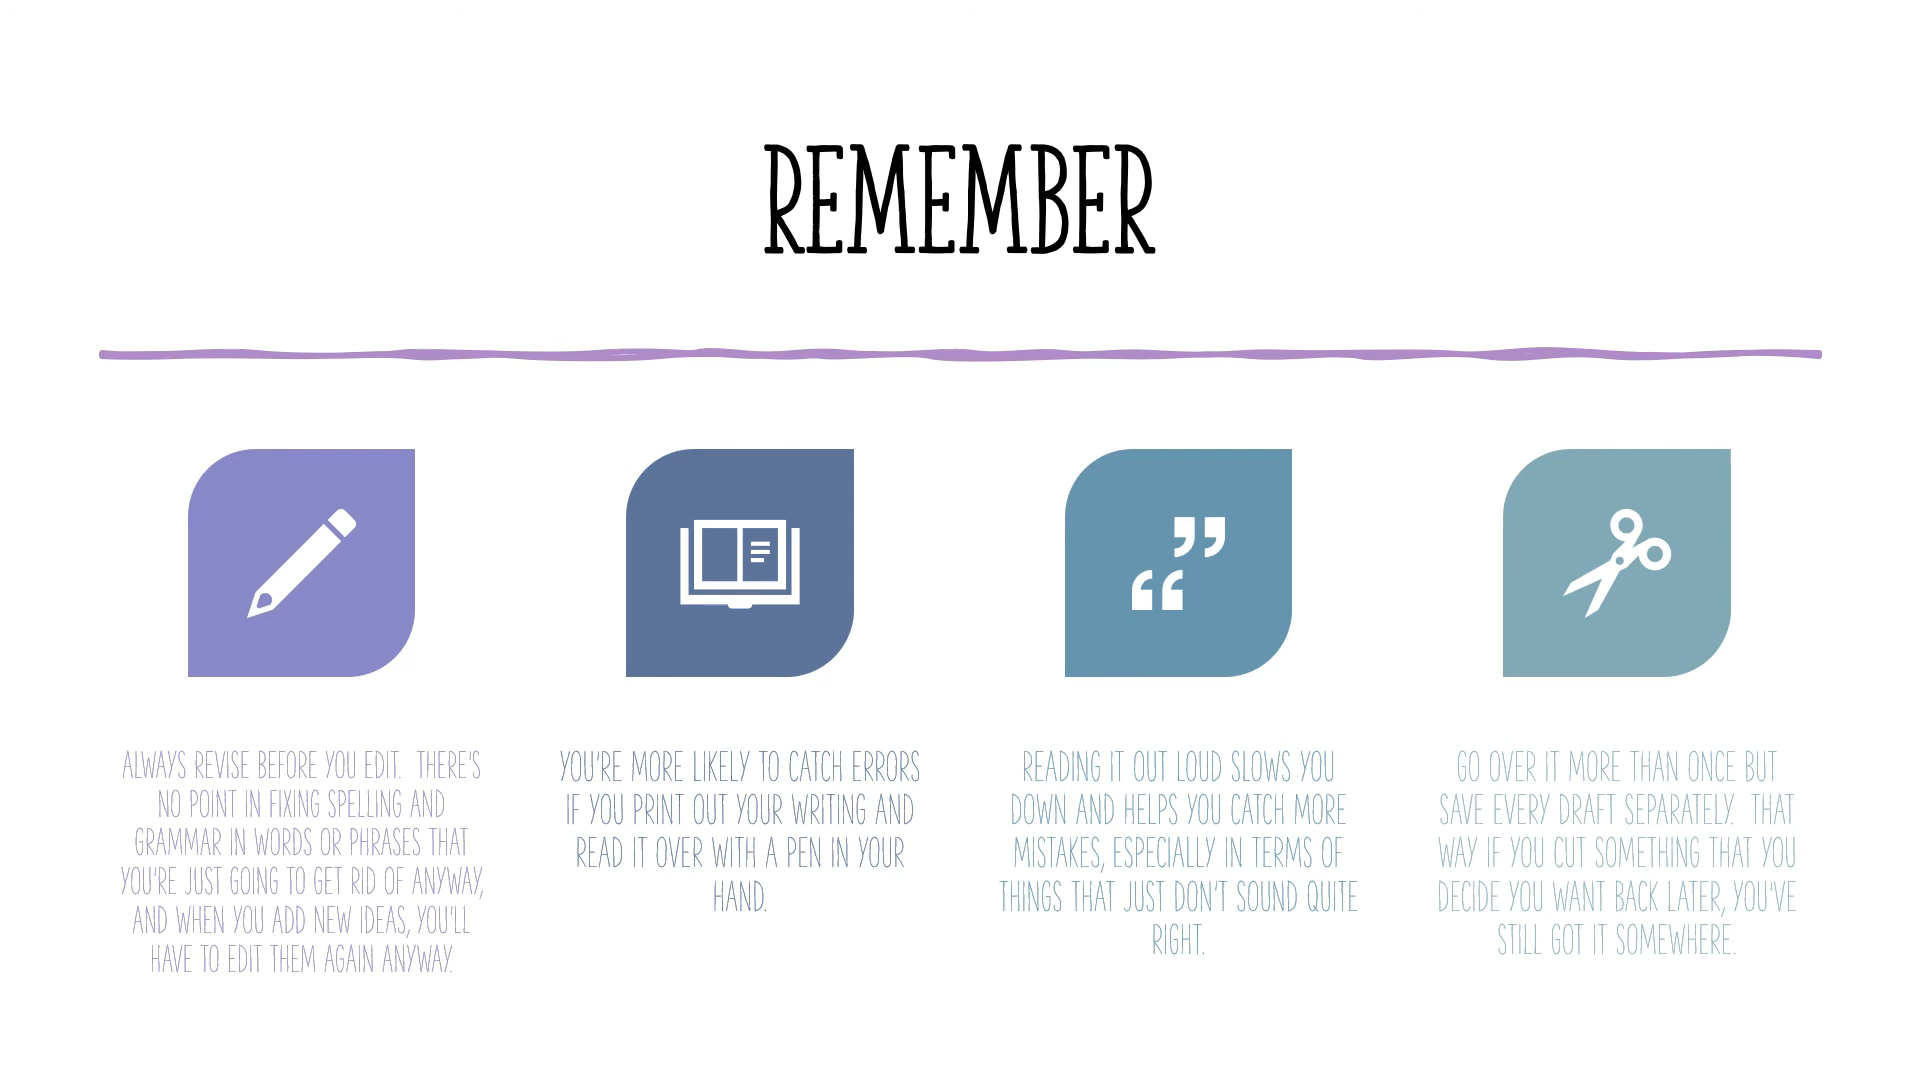 REMEMBER
ALWAYS REVISE BEFORE YOU EDIT.  THERE'S
NO POINT IN FIXING SPELLING AND
GRAMMAR IN WORDS OR PHRASES THAT
YOU'RE JUST GOING TO GET RID OF ANYWAY,
AND WHEN YOU ADD NEW IDEAS, YOU'LL
HAVE TO EDIT THEM AGAIN ANYWAY.
YOU'RE MORE LIKELY TO CATCH ERRORS
IF YOU PRINT OUT YOUR WRITING AND
READ IT OVER WITH A PEN IN YOUR
HAND.
READING IT OUT LOUD SLOWS YOU
DOWN AND HELPS YOU CATCH MORE
MISTAKES, ESPECIALLY IN TERMS OF
THINGS THAT JUST DON'T SOUND QUITE
RIGHT.
GO OVER IT MORE THAN ONCE BUT
SAVE EVERY DRAFT SEPARATELY.  THAT
WAY IF YOU CUT SOMETHING THAT YOU
DECIDE YOU WANT BACK LATER, YOU'VE
STILL GOT IT SOMEWHERE.